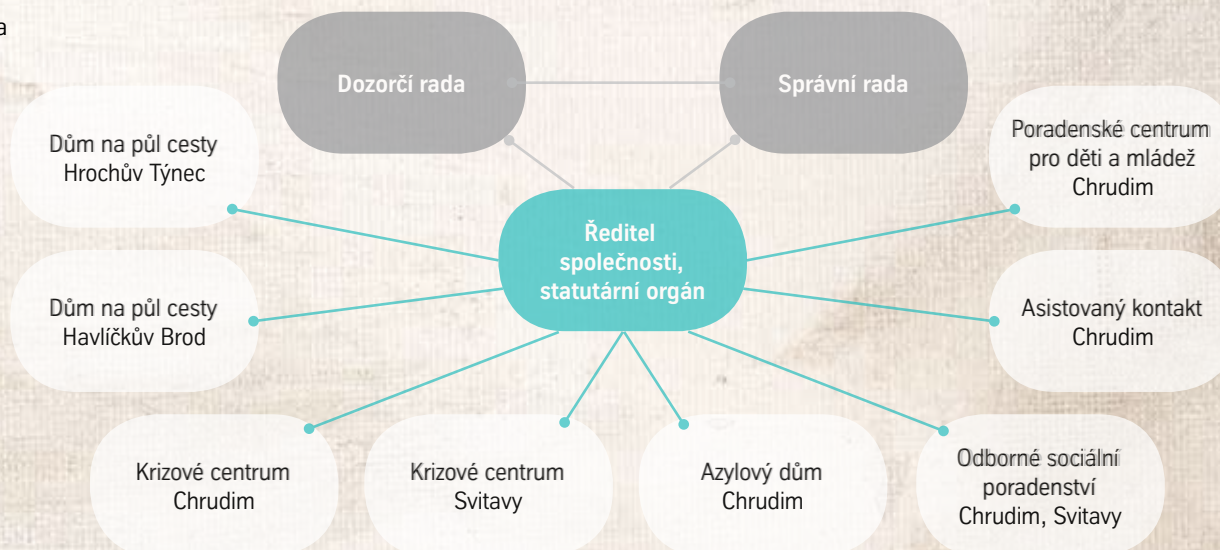 a
Dozorčí rada
Správní rada
Dům na půl cesty
Hrochův Týnec
Poradenské centrum
pro děti a mládež
Chrudim
Ředitel
společnosti,
statutární orgán
Dům na půl cesty
Havlíčkův Brod
Asistovaný kontakt
Chrudim
Krizové centrum
Chrudim
Krizové centrum
Svitavy
Azylový dům
Chrudim
Odborné sociální
poradenství
Chrudim, Svitavy